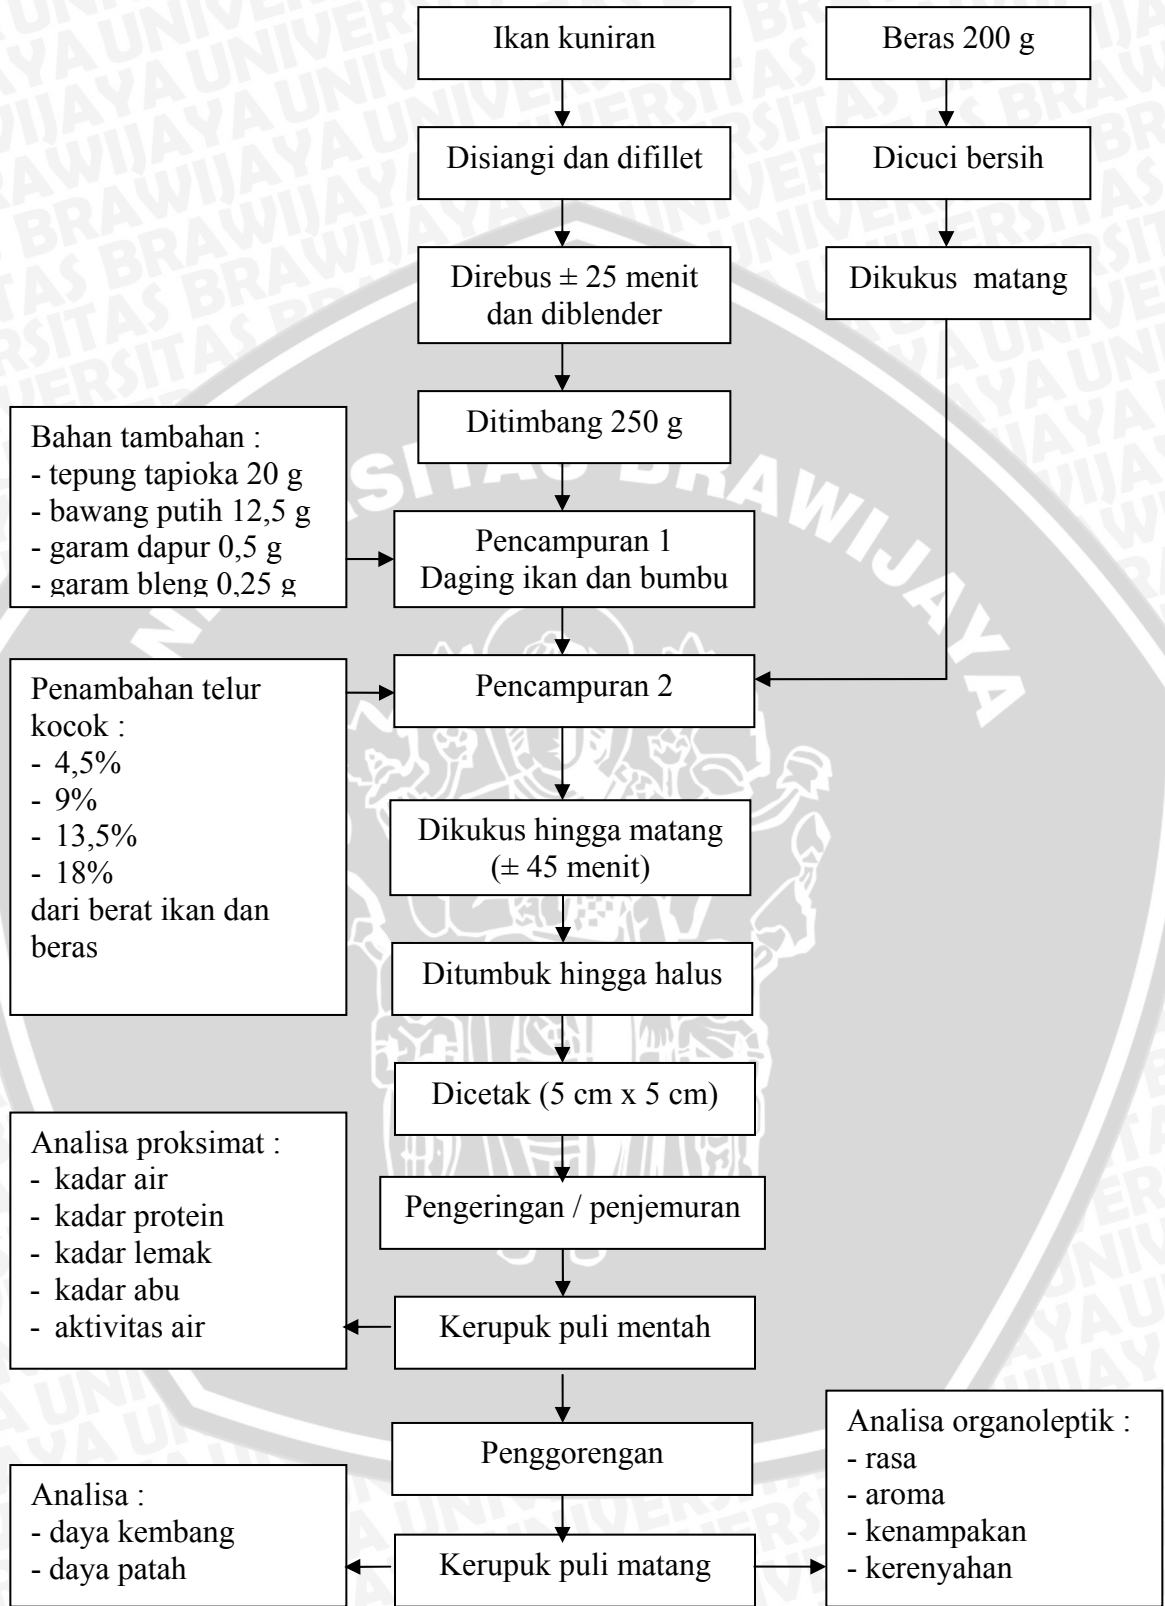 Ikan kuniran
Beras 200 g
Disiangi dan difillet
Dicuci bersih
Direbus ± 25 menit
dan diblender
Dikukus  matang
Ditimbang 250 g
Bahan tambahan :
- tepung tapioka 20 g
- bawang putih 12,5 g
- garam dapur 0,5 g
- garam bleng 0,25 g
Pencampuran 1
Daging ikan dan bumbu
Penambahan telur
kocok :
- 4,5%
- 9%
- 13,5%
- 18%
dari berat ikan dan
beras
Pencampuran 2
Dikukus hingga matang
(± 45 menit)
Ditumbuk hingga halus
Dicetak (5 cm x 5 cm)
Pengeringan / penjemuran
Analisa proksimat :
- kadar air
- kadar protein
- kadar lemak
- kadar abu
- aktivitas air
Kerupuk puli mentah
Penggorengan
Analisa :
- daya kembang
- daya patah
Kerupuk puli matang
Analisa organoleptik :
- rasa
- aroma
- kenampakan
- kerenyahan
BRAWIJAYA